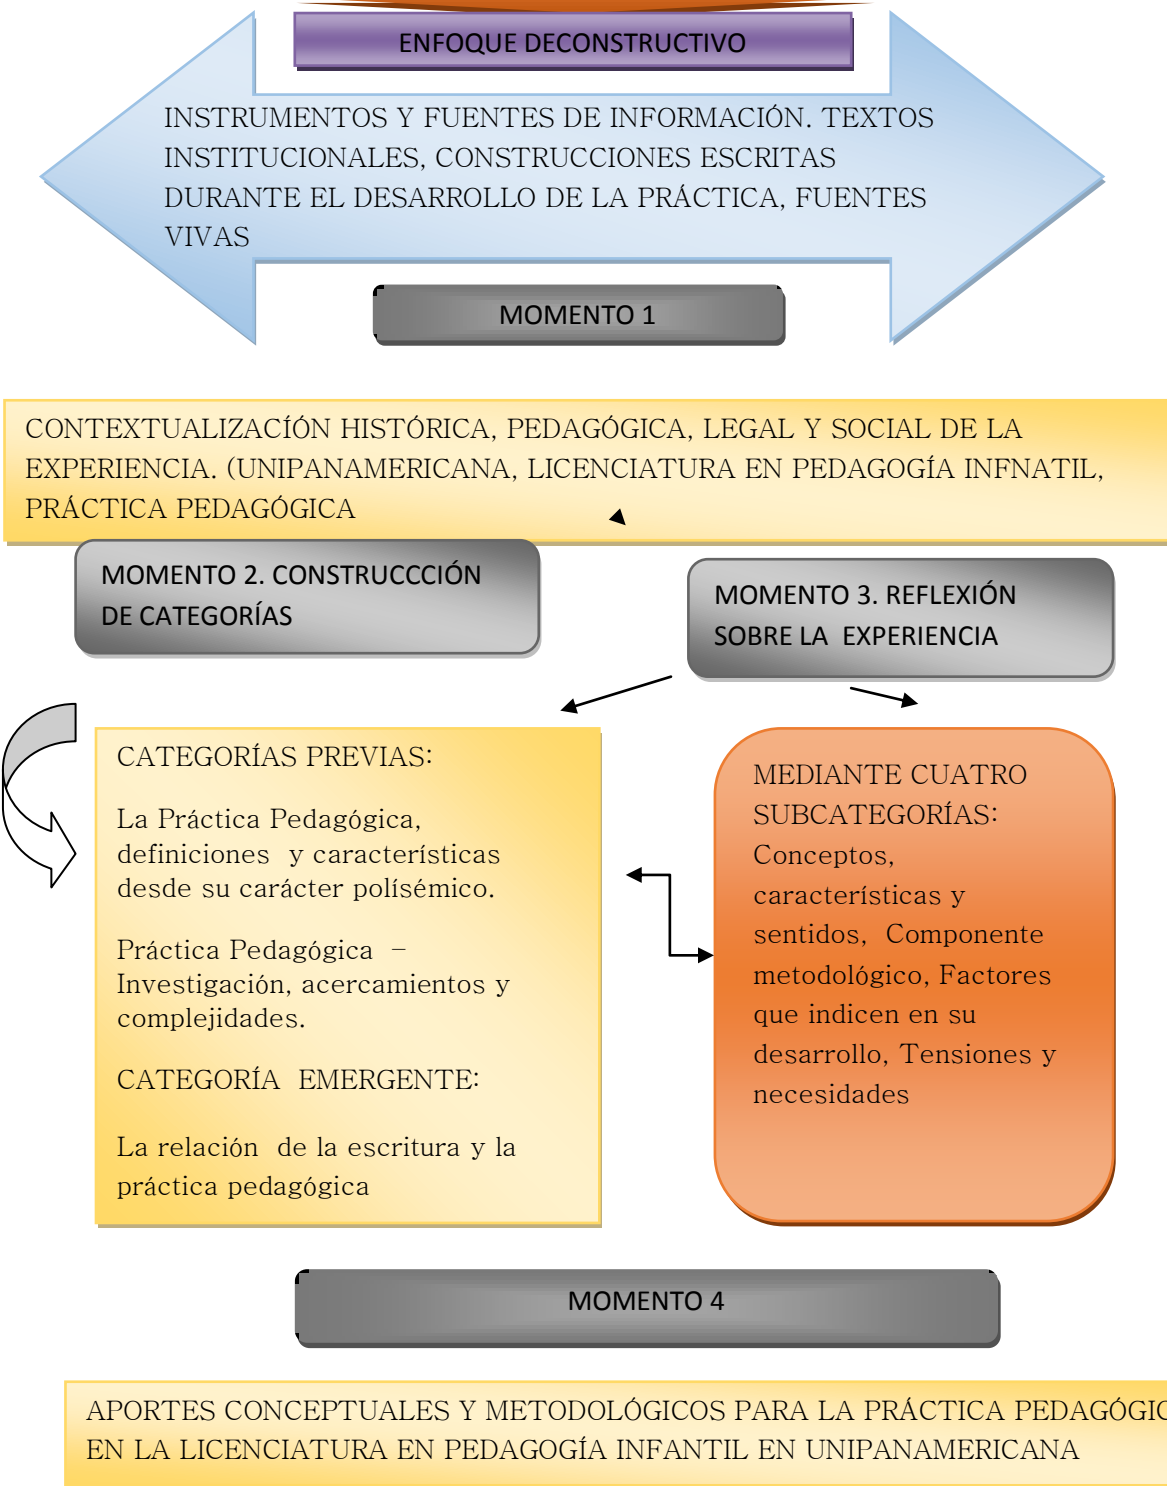 ENFOQUE DECONSTRUCTIVO
INSTRUMENTOS Y FUENTES DE INFORMACIÓN. TEXTOS
INSTITUCIONALES, CONSTRUCCIONES ESCRITAS
DURANTE EL DESARROLLO DE LA PRÁCTICA, FUENTES
VIVAS
MOMENTO 1
CONTEXTUALIZACÍÓN HISTÓRICA, PEDAGÓGICA, LEGAL Y SOCIAL DE LA
EXPERIENCIA. (UNIPANAMERICANA, LICENCIATURA EN PEDAGOGÍA INFNATIL,
PRÁCTICA PEDAGÓGICA
MOMENTO 2. CONSTRUCCCIÓN
DE CATEGORÍAS
MOMENTO 3. REFLEXIÓN
SOBRE LA  EXPERIENCIA
CATEGORÍAS PREVIAS:
La Práctica Pedagógica,
definiciones  y características
desde su carácter polísémico.
Práctica Pedagógica –
Investigación, acercamientos y
complejidades.
CATEGORÍA  EMERGENTE:
La relación  de la escritura y la
práctica pedagógica
MEDIANTE CUATRO
SUBCATEGORÍAS:
Conceptos,
características y
sentidos,  Componente
metodológico, Factores
que indicen en su
desarrollo, Tensiones y
necesidades
MOMENTO 4
APORTES CONCEPTUALES Y METODOLÓGICOS PARA LA PRÁCTICA PEDAGÓGIC
EN LA LICENCIATURA EN PEDAGOGÍA INFANTIL EN UNIPANAMERICANA